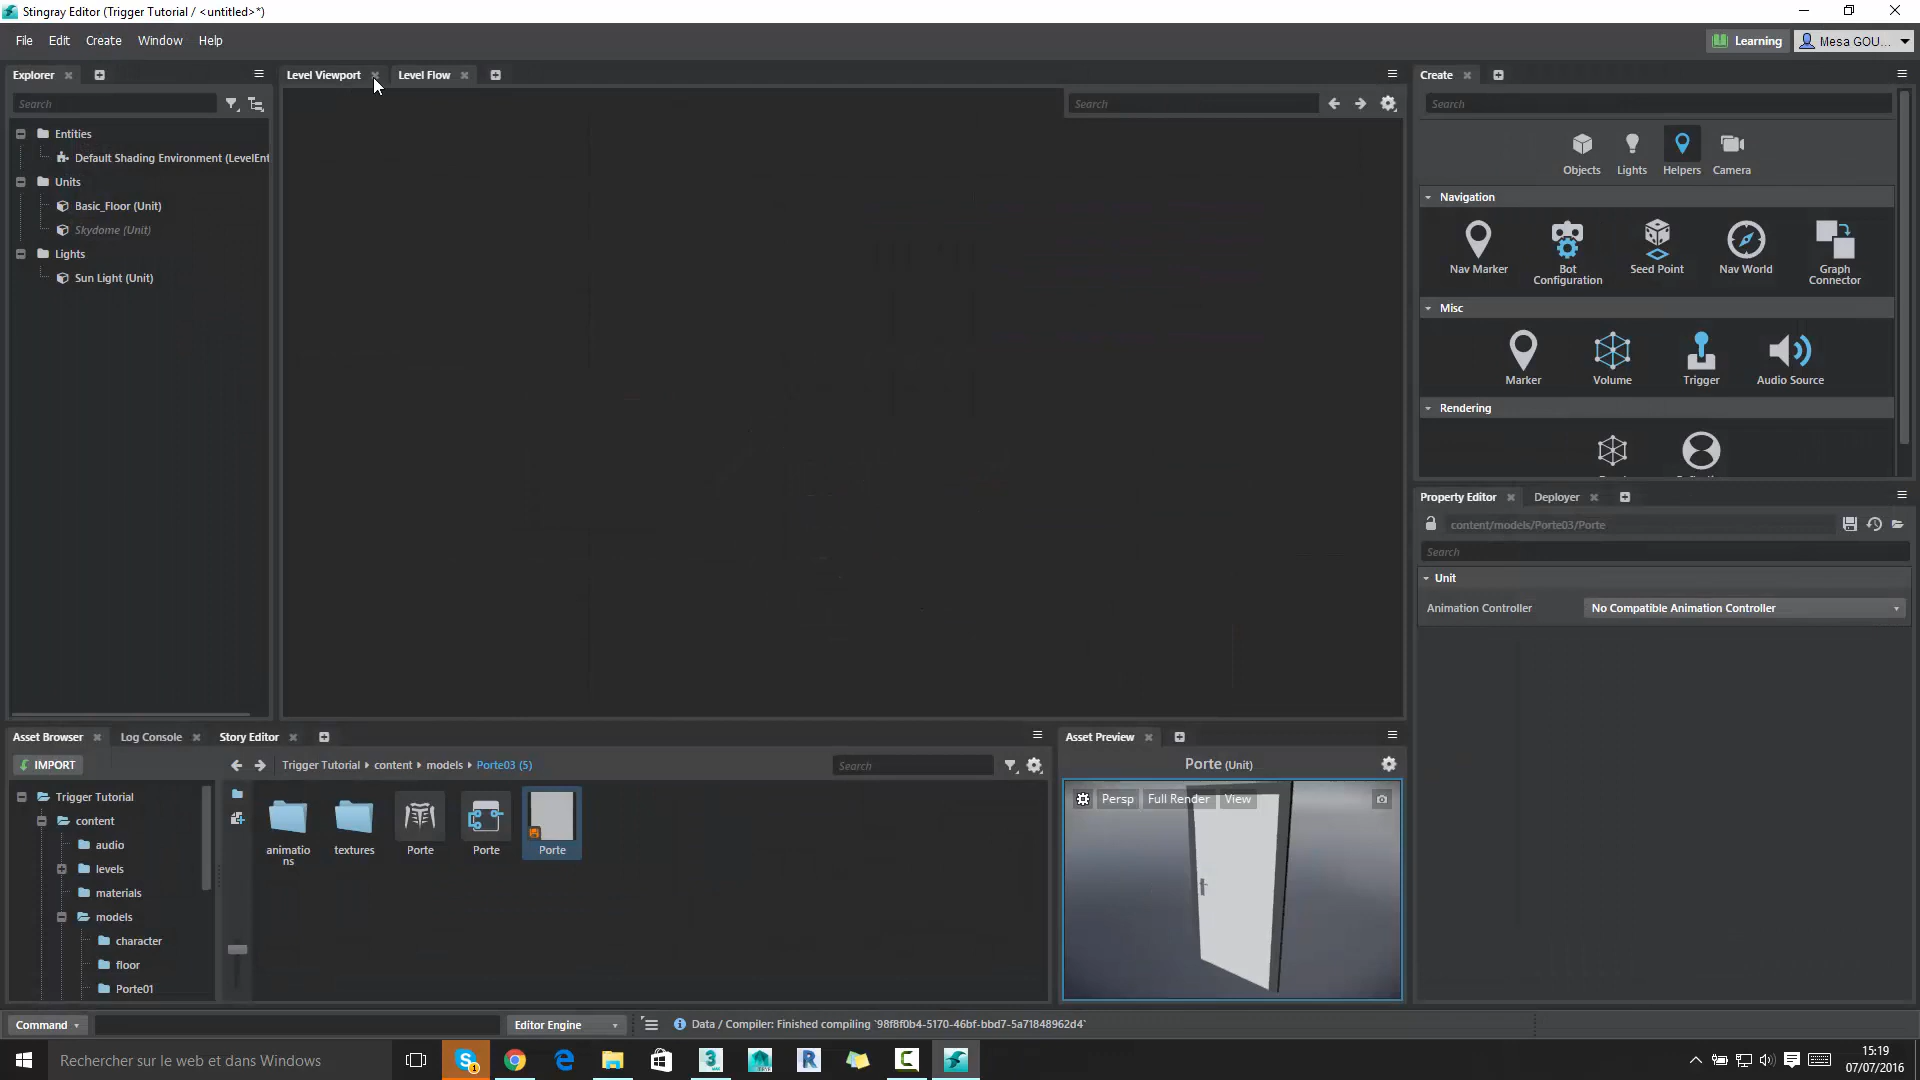 Stingray Editor (Trigger Tutorial / <untitled>*)
File Edit Create Window Help
Learning
Mesa GOU...
Explorer
Level Viewport
Level Flow
Create
Search
Search
Search
Entities
Default Shading Environment (LevelEnt
Units
Basic_Floor (Unit)
Skydome (Unit)
Lights
Sun Light (Unit)
Objects
Lights
Helpers
Camera
Navigation
Nav Marker
Bot Configuration
Seed Point
Nav World
Graph Connector
Misc
Marker
Volume
Trigger
Audio Source
Rendering
Property Editor
Deployer
content/models/Porte03/Porte
Search
Unit
Animation Controller
No Compatible Animation Controller
Asset Browser
Log Console
Story Editor
Asset Preview
IMPORT
Trigger Tutorial content models Porte03 (5)
Search
Porte (Unit)
Trigger Tutorial
content
audio
levels
materials
models
character
floor
Porte01
animatio
ns
textures
Porte
Porte
Porte
Persp
Full Render
View
Command
Editor Engine
Data / Compiler: Finished compiling `98f8f0b4-5170-46bf-bbd7-5a71848962d4`
Rechercher sur le web et dans Windows
15:19
07/07/2016